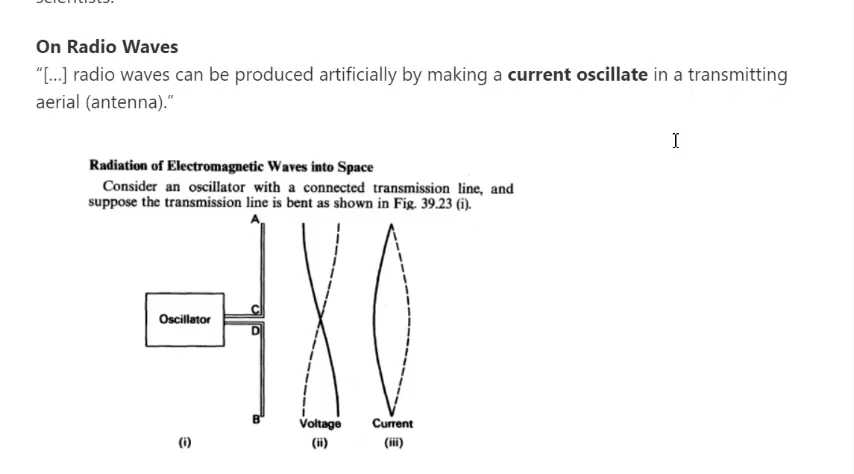 scientists.
On Radio Waves
“[...] radio waves can be produced artificially by making a current oscillate in a transmitting
aerial (antenna).”
Radiation of Electromagnetic Waves into Space
Consider an oscillator with a connected transmission line, and
suppose the transmission line is bent as shown in Fig. 39.23 (i).
A
Oscillator
C
D
B
Voltage
Current
(i)
(ii)
(iii)